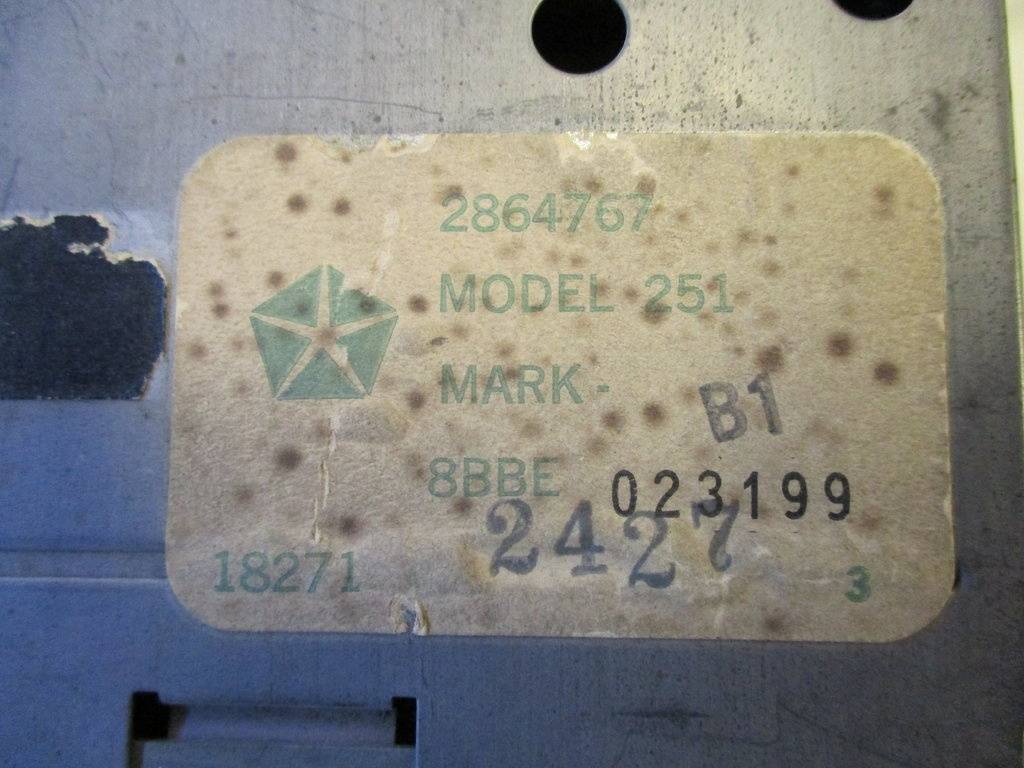 2864767
MODEL 251
MARK-
B1
8BBE 023199
2427
18271 3